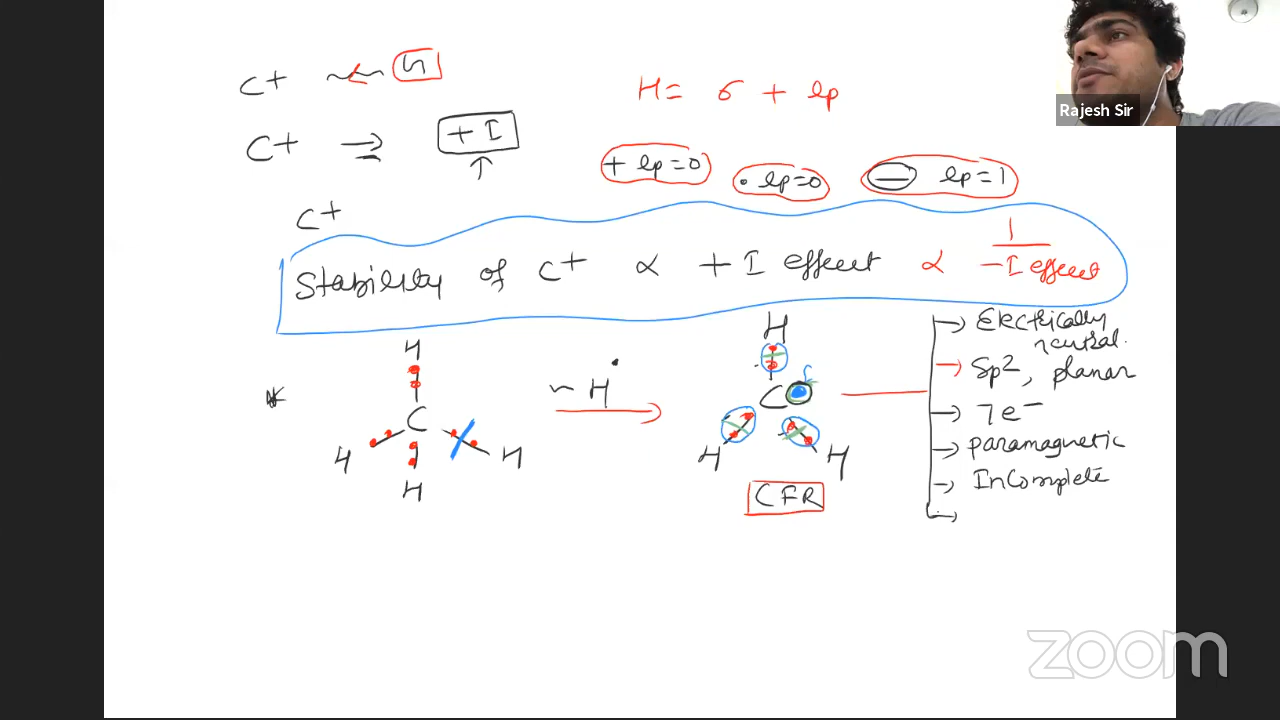 C+ G
H = σ + lp
Rajesh Sir
C+ ⇒ +I
↑
+ lp=0
• lp=0
− lp=1
C+
Stability of C+ ∝ + I effect ∝ 1 / −I effect
H
H
C
H
H
~ H•
H
C
H
H
CFR
→ Electrically neutral.
→ Sp2, planar
→ 7e−
→ paramagnetic
→ Incomplete
→
zoom